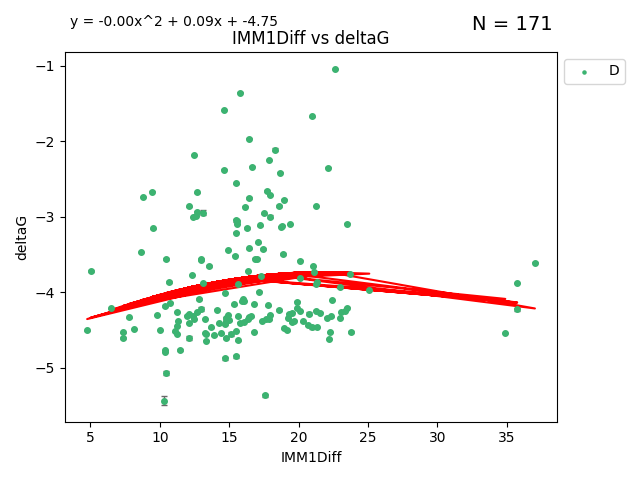 y = -0.00x^2 + 0.09x + -4.75
N = 171
IMM1Diff vs deltaG
D
−1
−2
−3
−4
−5
deltaG
5 10 15 20 25 30 35
IMM1Diff